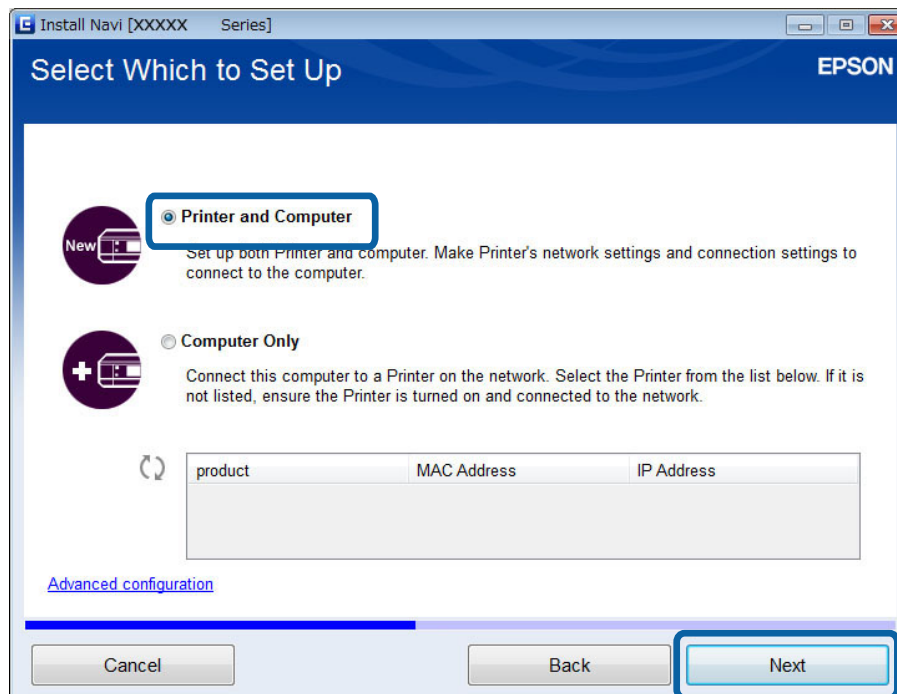 Install Navi [XXXXX Series]
Select Which to Set Up
EPSON
Printer and Computer
New
Set up both Printer and computer. Make Printer's network settings and connection settings to
connect to the computer.
Computer Only
Connect this computer to a Printer on the network. Select the Printer from the list below. If it is
not listed, ensure the Printer is turned on and connected to the network.
product MAC Address IP Address
Advanced configuration
Cancel Back Next